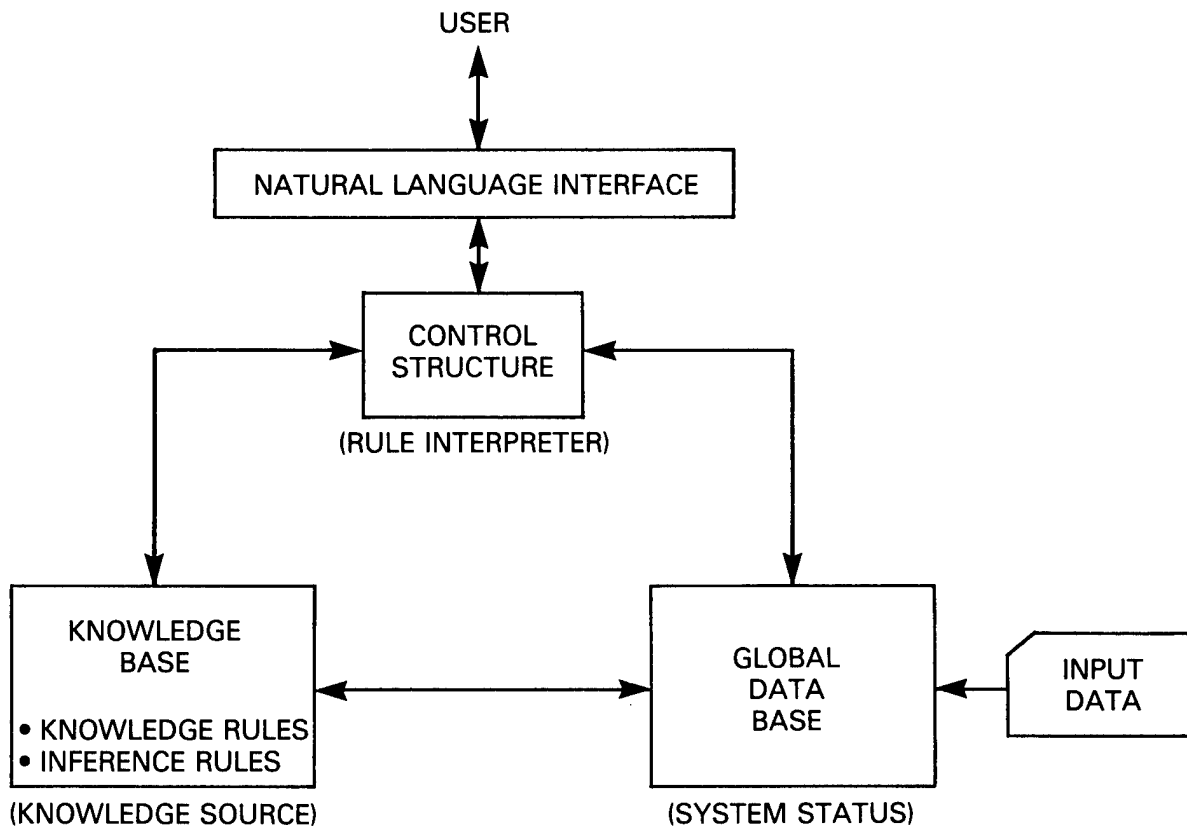 USER
NATURAL LANGUAGE INTERFACE
CONTROL
STRUCTURE
(RULE INTERPRETER)
KNOWLEDGE
BASE
• KNOWLEDGE RULES
• INFERENCE RULES
(KNOWLEDGE SOURCE)
GLOBAL
DATA
BASE
(SYSTEM STATUS)
INPUT
DATA